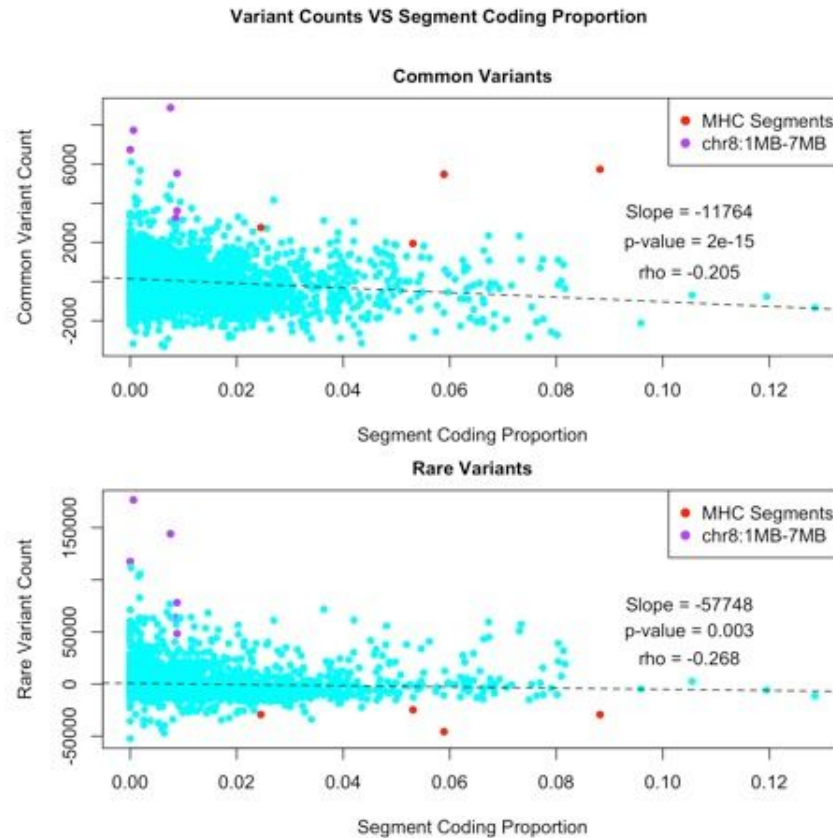 Variant Counts VS Segment Coding Proportion
Common Variants
MHC Segments
chr8:1MB-7MB
Slope = -11764
p-value = 2e-15
rho = -0.205
Common Variant Count
6000
2000
-2000
0.00 0.02 0.04 0.06 0.08 0.10 0.12
Segment Coding Proportion
Rare Variants
MHC Segments
chr8:1MB-7MB
Slope = -57748
p-value = 0.003
rho = -0.268
Rare Variant Count
150000
50000
0
-50000
0.00 0.02 0.04 0.06 0.08 0.10 0.12
Segment Coding Proportion